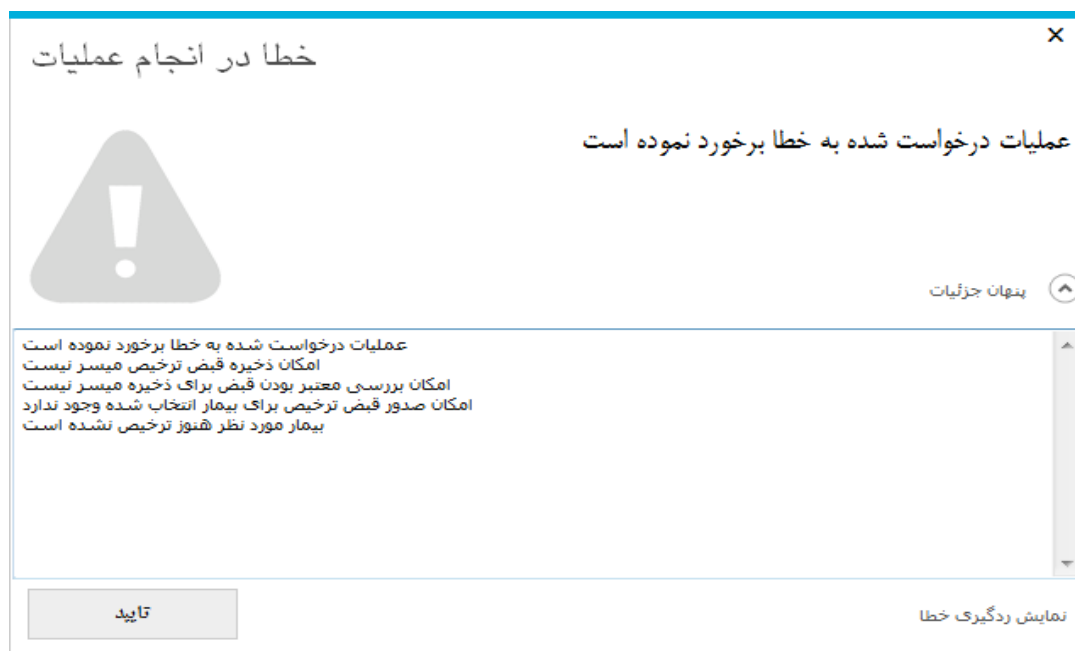 خطا در انجام عملیات
عملیات درخواست شده به خطا برخورد نموده است
پنهان جزئیات
عملیات درخواست شده به خطا برخورد نموده است
امکان ذخیره قبض ترخیص میسر نیست
امکان بررسی معتبر بودن قبض برای ذخیره میسر نیست
امکان صدور قبض ترخیص برای بیمار انتخاب شده وجود ندارد
بیمار مورد نظر هنوز ترخیص نشده است
نمایش ردگیری خطا
تایید